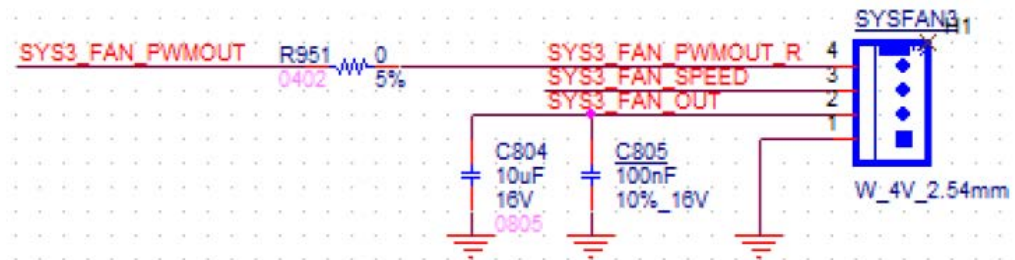 SYSFAN3
H1
SYS3_FAN_PWMOUT
R951
0
0402
5%
SYS3_FAN_PWMOUT_R
4
SYS3_FAN_SPEED
3
SYS3_FAN_OUT
2
1
C804
10uF
16V
0805
C805
100nF
10%_16V
W_4V_2.54mm